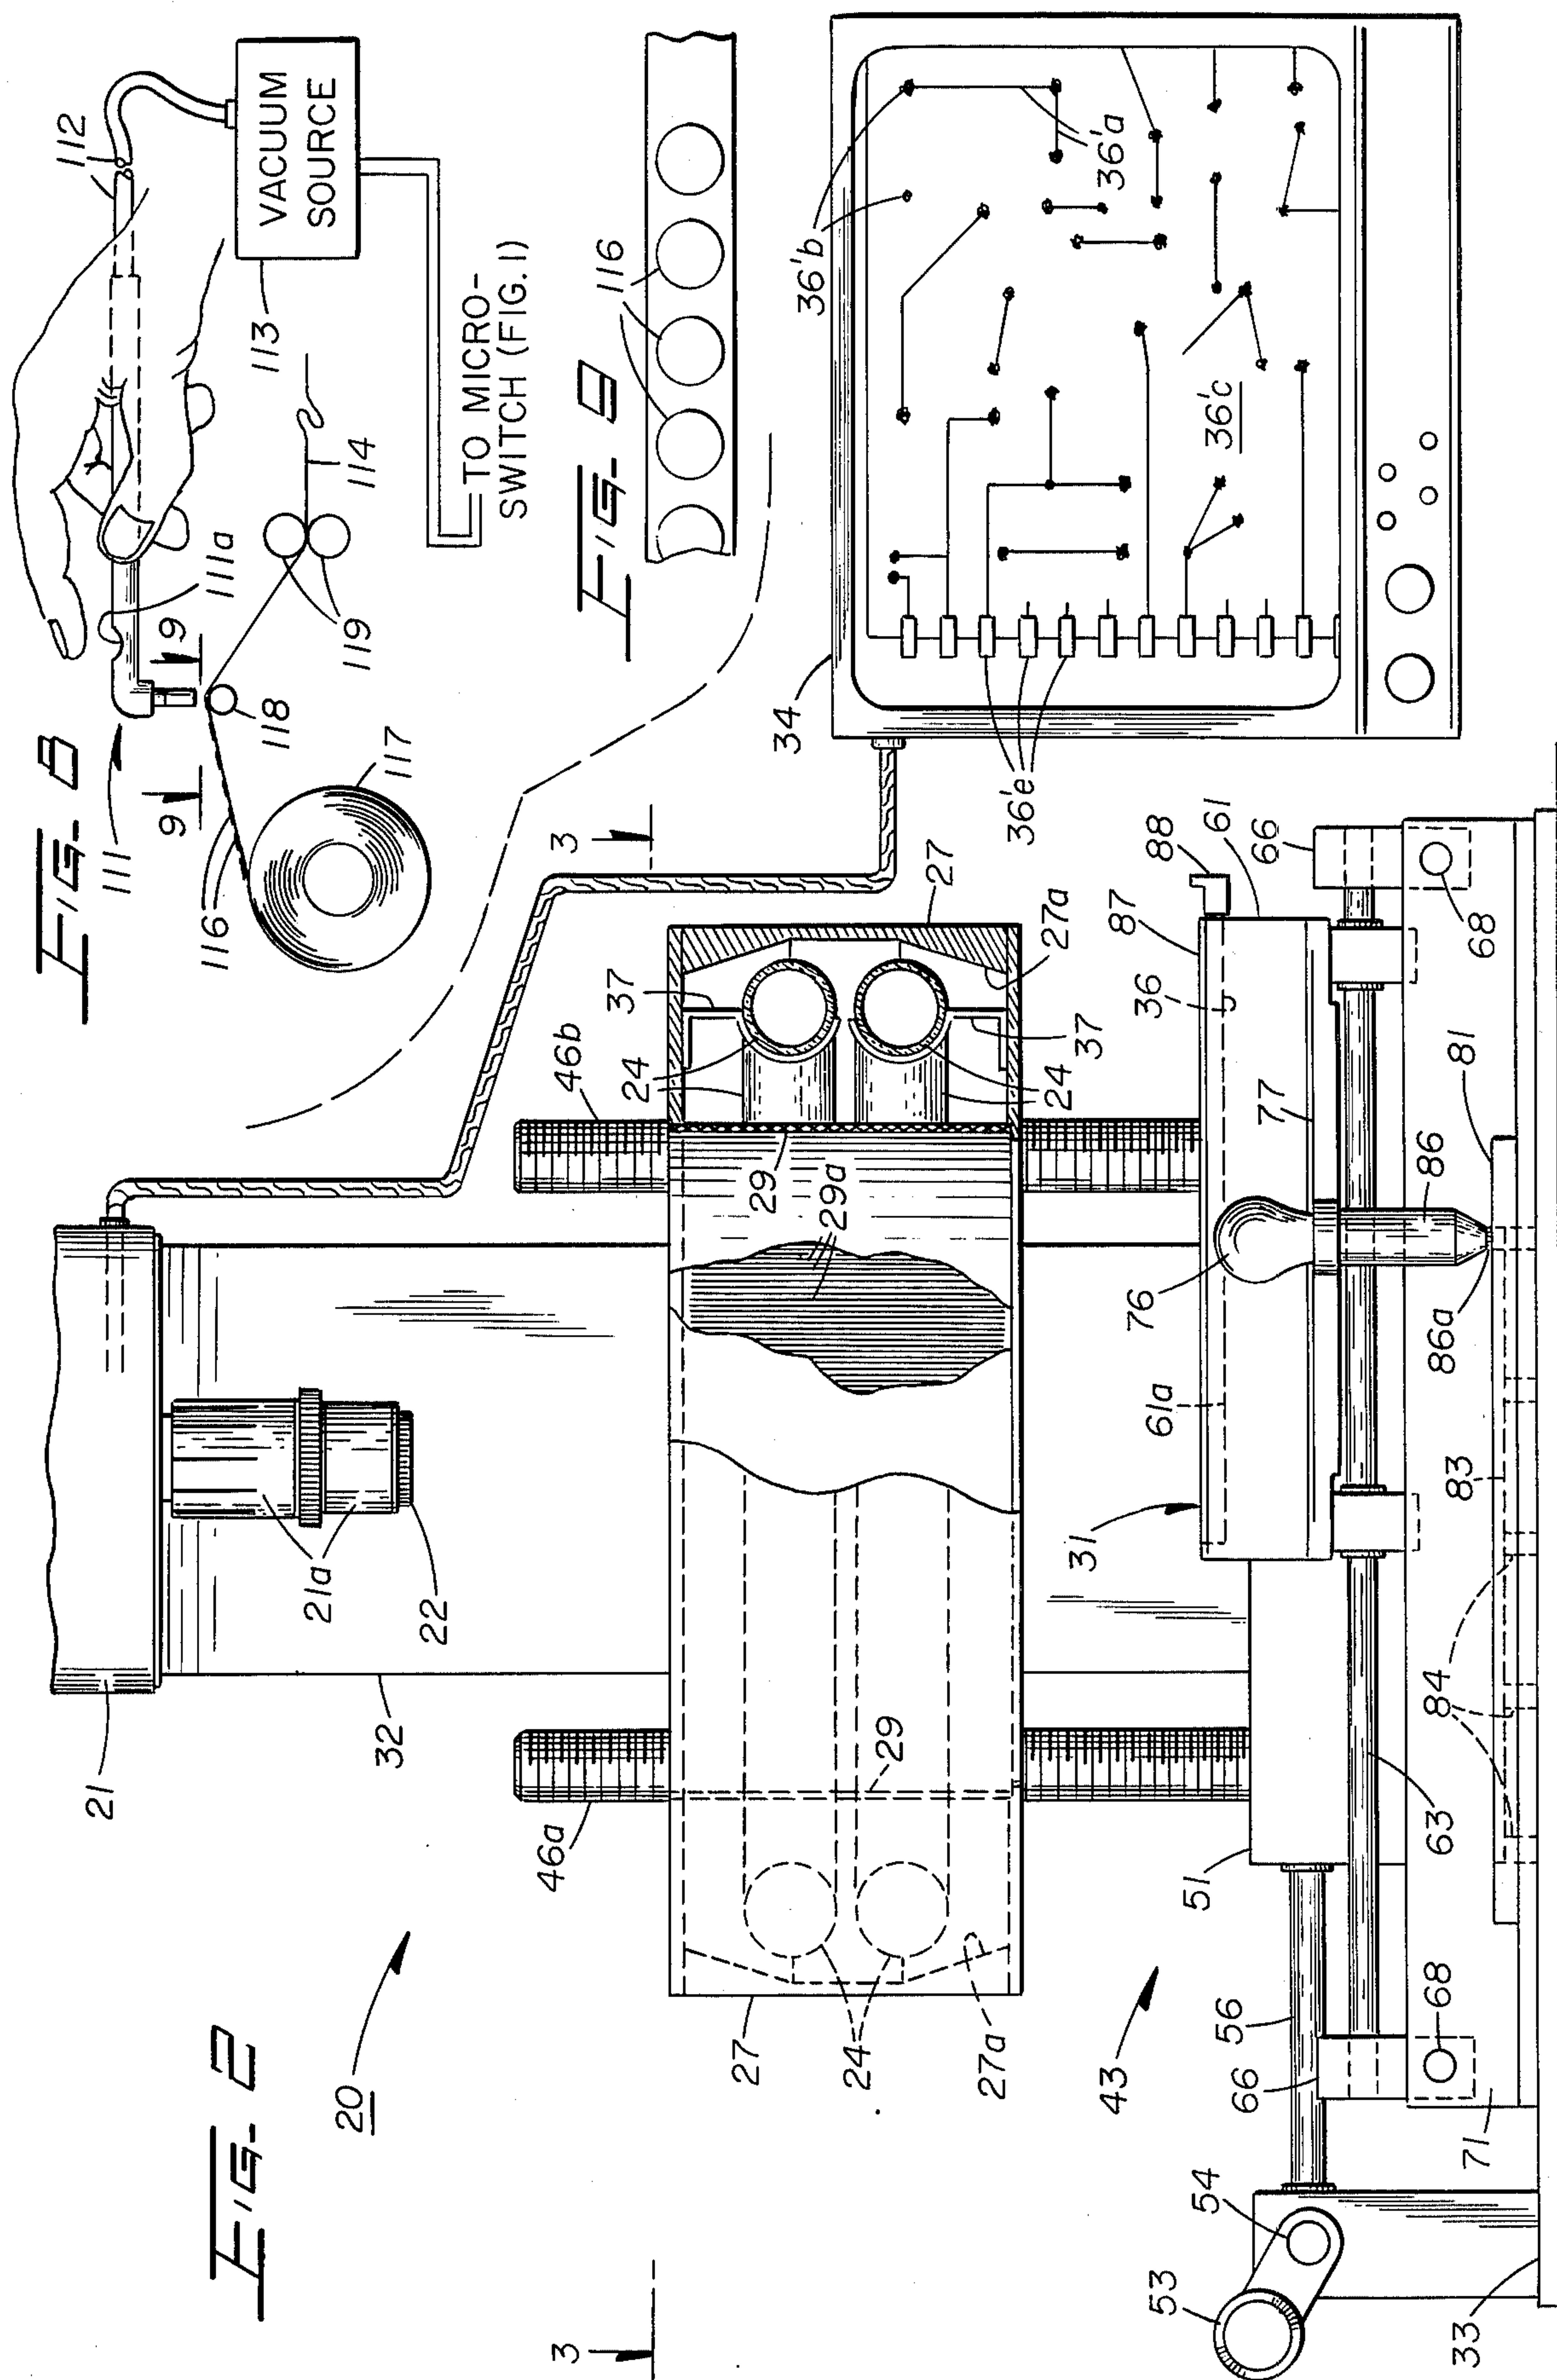 FIG. 8
112
111a
111
9
9
VACUUM
SOURCE
113
114
119
118
117
116
TO MICRO-
SWITCH (FIG. 1)
FIG. 9
116
FIG. 2
20
21
21a
22
32
34
36'b
36'a
36'c
36'e
3
3
46a
46b
37
37
27
27a
24
24
29
29a
29
27
24
27a
43
31
61a
76
77
87
36
88
61
66
68
81
86
86a
83
84
63
51
56
66
68
71
54
53
33